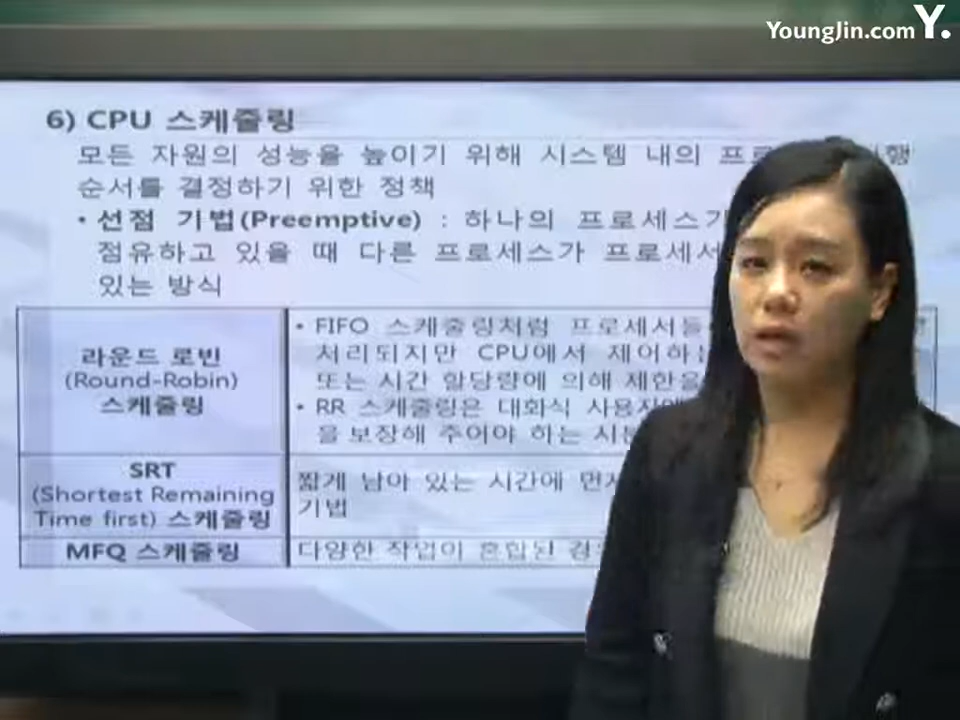 YoungJin.com Y.
6) CPU 스케줄링
모든 자원의 성능을 높이기 위해 시스템 내의
순서를 결정하기 위한 정책
• 선점 기법(Preemptive) : 하나의 프로세스가
점유하고 있을 때 다른 프로세스가 프로세서
있는 방식
라운드 로빈
(Round-Robin)
스케줄링
• FIFO 스케줄링처럼 프로세서들
처리되지만 CPU에서 제어하는
또는 시간 할당량에 의해 제한을
• RR 스케줄링은 대화식
을 보장해 주어야 하는
SRT
(Shortest Remaining
Time first) 스케줄링
짧게 남아 있는 시간에
기법
MFQ 스케줄링
다양한 작업이 혼합된